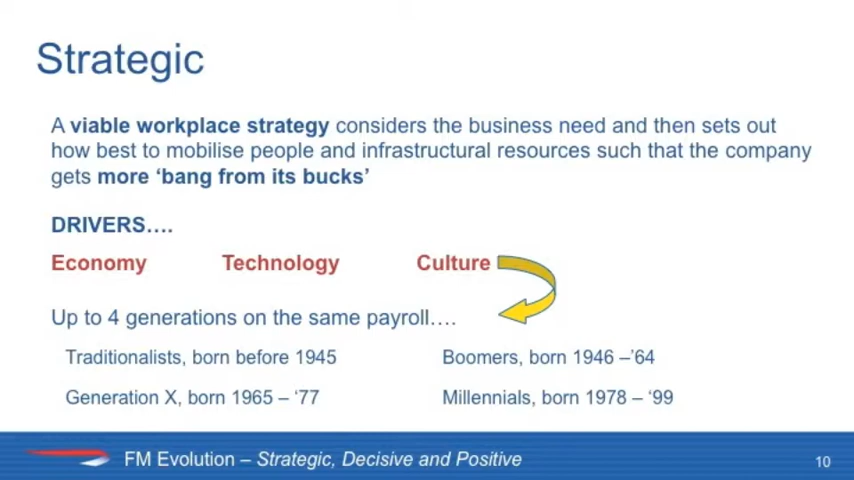 Strategic
A viable workplace strategy considers the business need and then sets out
how best to mobilise people and infrastructural resources such that the company
gets more ‘bang from its bucks’
DRIVERS….
Economy Technology Culture
Up to 4 generations on the same payroll….
Traditionalists, born before 1945 Boomers, born 1946 –’64
Generation X, born 1965 – ‘77 Millennials, born 1978 – ‘99
FM Evolution – Strategic, Decisive and Positive 10